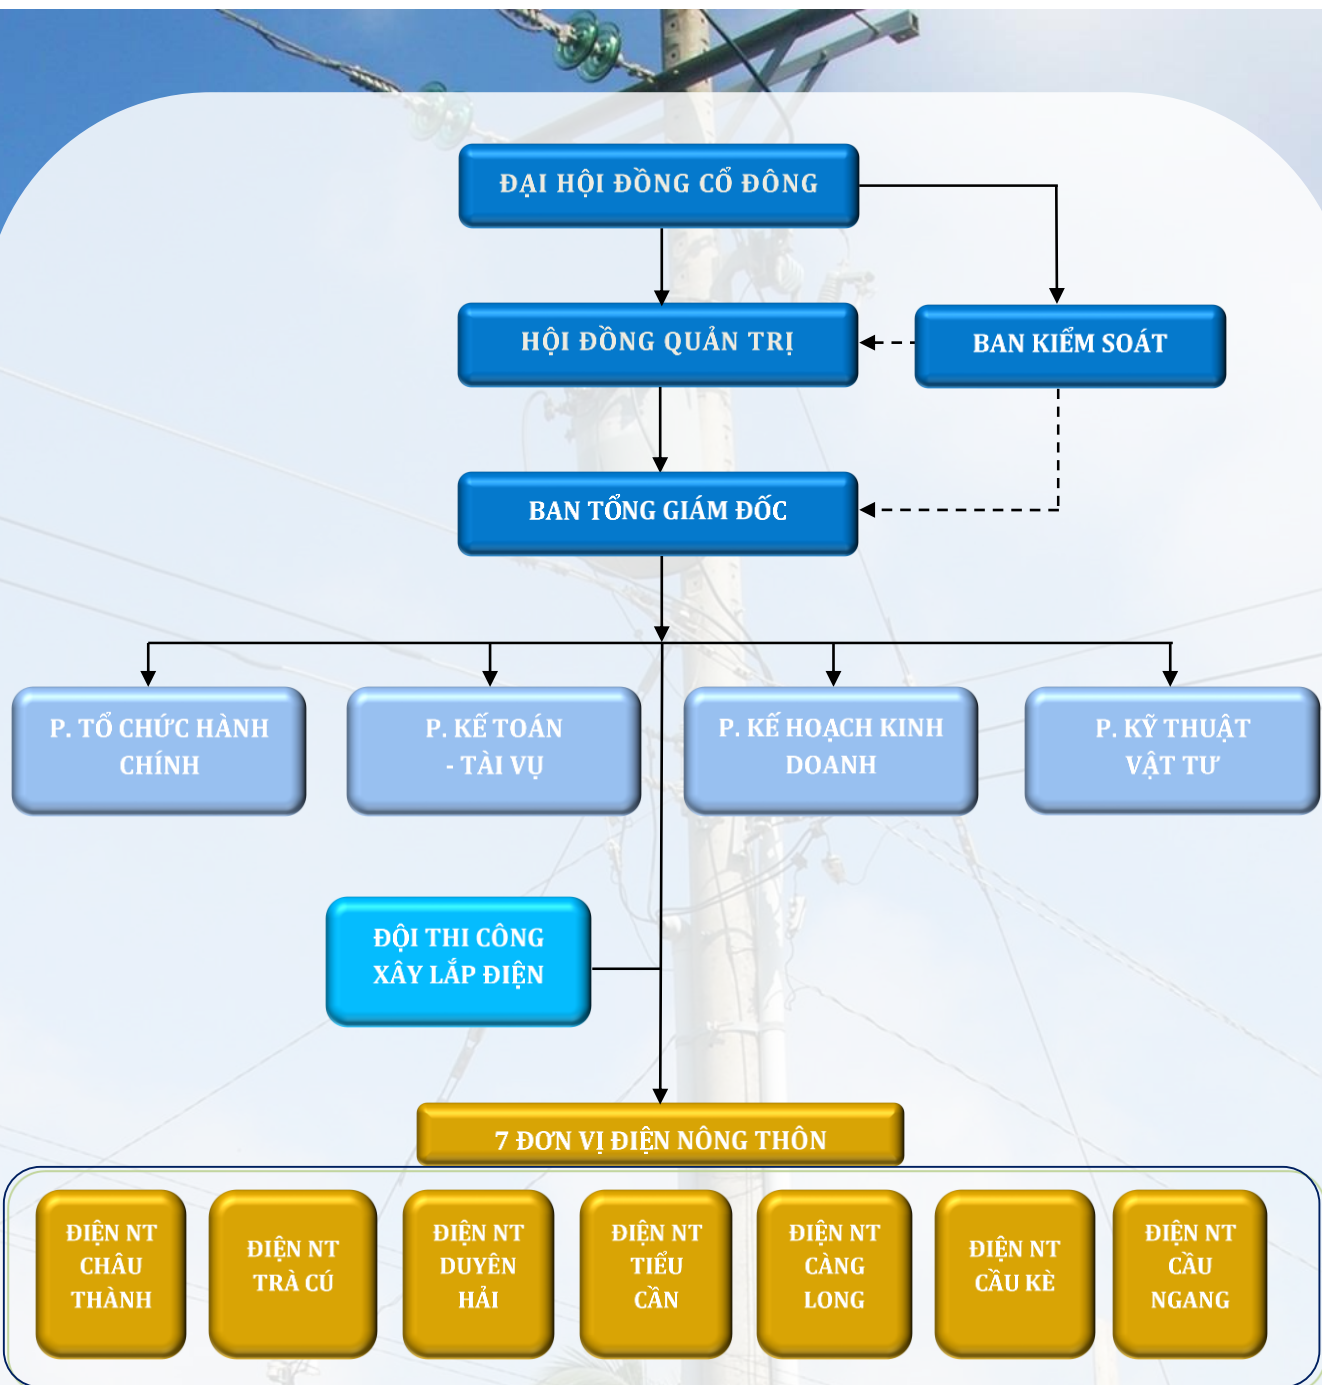 ĐẠI HỘI ĐỒNG CỔ ĐÔNG
HỘI ĐỒNG QUẢN TRỊ
BAN KIỂM SOÁT
BAN TỔNG GIÁM ĐỐC
P. TỔ CHỨC HÀNH
CHÍNH
P. KẾ TOÁN
- TÀI VỤ
P. KẾ HOẠCH KINH
DOANH
P. KỸ THUẬT
VẬT TƯ
ĐỘI THI CÔNG
XÂY LẮP ĐIỆN
7 ĐƠN VỊ ĐIỆN NÔNG THÔN
ĐIỆN NT
CHÂU
THÀNH
ĐIỆN NT
TRÀ CÚ
ĐIỆN NT
DUYÊN
HẢI
ĐIỆN NT
TIỂU
CẦN
ĐIỆN NT
CÀNG
LONG
ĐIỆN NT
CẦU KÈ
ĐIỆN NT
CẦU
NGANG